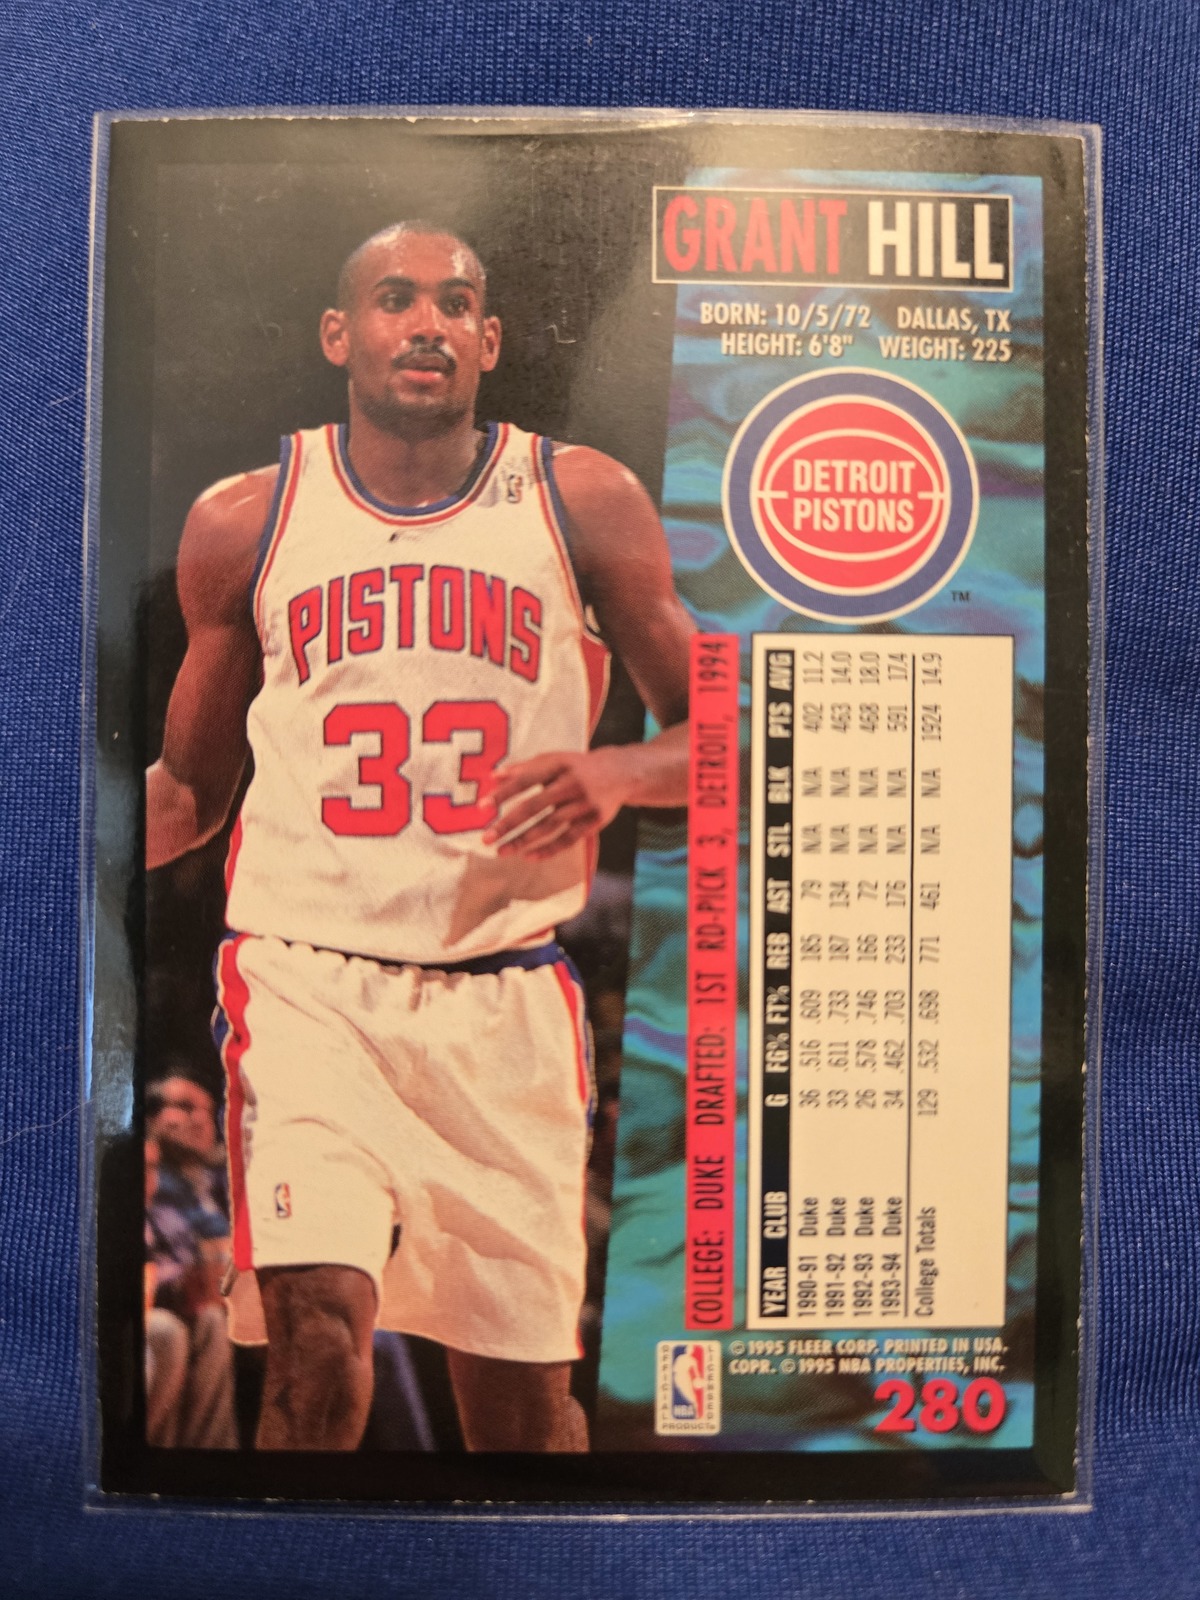 GRANT HILL
BORN: 10/5/72 DALLAS, TX
HEIGHT: 6'8" WEIGHT: 225
DETROIT
PISTONS
TM
PISTONS
33
COLLEGE: DUKE DRAFTED: 1ST RD-PICK 3, DETROIT, 1994
YEAR CLUB G FG% FT% REB AST STL BLK PTS AVG
1990-91 Duke 36 .516 .609 185 79 N/A N/A 402 11.2
1991-92 Duke 33 .611 .733 187 134 N/A N/A 463 14.0
1992-93 Duke 26 .578 .746 166 72 N/A N/A 468 18.0
1993-94 Duke 34 .462 .703 233 176 N/A N/A 591 17.4
College Totals 129 .532 .698 771 461 N/A N/A 1924 14.9
OFFICIAL LICENSED
NBA
PRODUCT
© 1995 FLEER CORP. PRINTED IN USA.
COPR. © 1995 NBA PROPERTIES, INC.
280